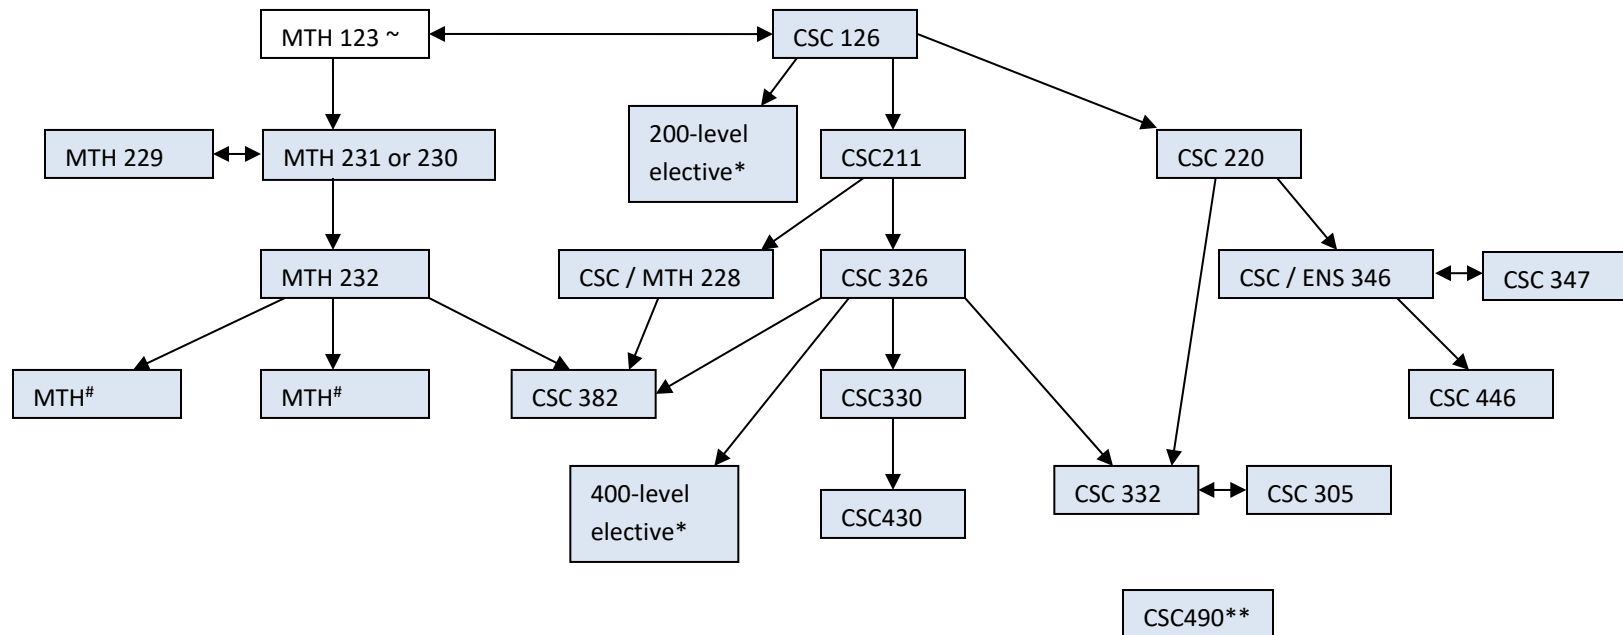 MTH 123 ~
CSC 126
200-level
elective*
MTH 229
MTH 231 or 230
CSC211
CSC 220
MTH 232
CSC / MTH 228
CSC 326
CSC / ENS 346
CSC 347
MTH#
MTH#
CSC 382
CSC330
CSC 446
400-level
elective*
CSC430
CSC 332
CSC 305
CSC490**